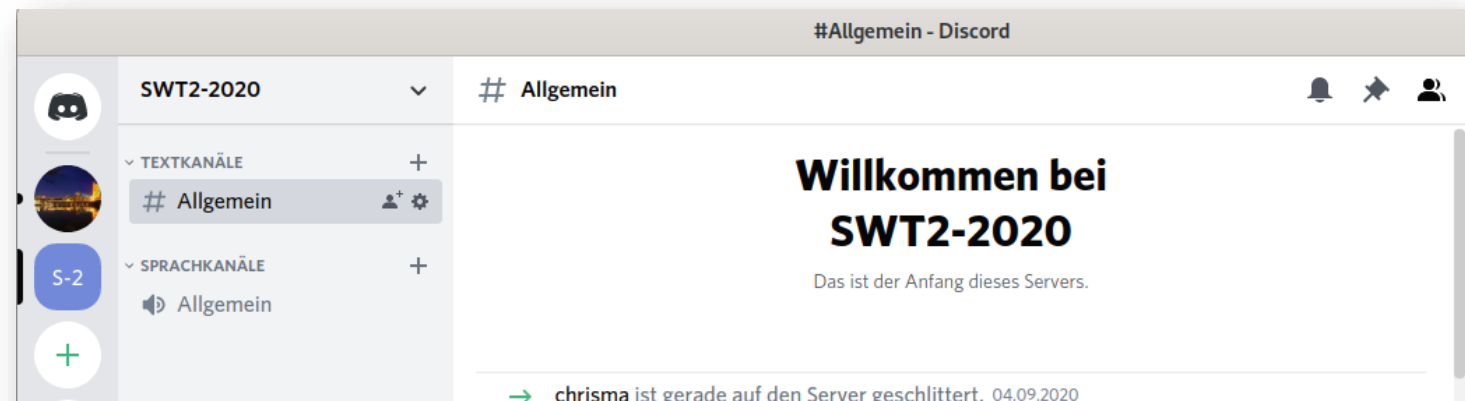 #Allgemein - Discord
SWT2-2020
# Allgemein
TEXTKANÄLE
# Allgemein
SPRACHKANÄLE
Allgemein
S-2
Willkommen bei
SWT2-2020
Das ist der Anfang dieses Servers.
chrisma ist gerade auf den Server geschlittert. 04.09.2020